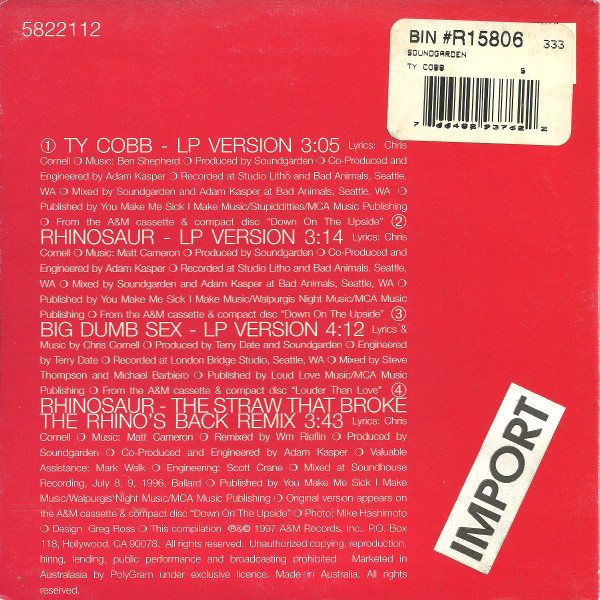 5822112
BIN #R15806 333
SOUNDGARDEN
TY COBB S
7 66482 93762 2
① TY COBB - LP VERSION 3:05 Lyrics: Chris
Cornell ❍ Music: Ben Shepherd ❍ Produced by Soundgarden ❍ Co-Produced and
Engineered by Adam Kasper ❍ Recorded at Studio Lithô and Bad Animals, Seattle,
WA ❍ Mixed by Soundgarden and Adam Kasper at Bad Animals, Seattle, WA ❍
Published by You Make Me Sick I Make Music/Stupidditties/MCA Music Publishing
❍ From the A&M cassette & compact disc "Down On The Upside" ②
RHINOSAUR - LP VERSION 3:14 Lyrics: Chris
Cornell ❍ Music: Matt Cameron ❍ Produced by Soundgarden ❍ Co-Produced and
Engineered by Adam Kasper ❍ Recorded at Studio Litho and Bad Animals, Seattle,
WA ❍ Mixed by Soundgarden and Adam Kasper at Bad Animals, Seattle, WA ❍
Published by You Make Me Sick I Make Music/Walpurgis Night Music/MCA Music
Publishing ❍ From the A&M cassette & compact disc "Down On The Upside" ③
BIG DUMB SEX - LP VERSION 4:12 Lyrics &
Music by Chris Cornell ❍ Produced by Terry Date and Soundgarden ❍ Engineered
by Terry Date ❍ Recorded at London Bridge Studio, Seattle, WA ❍ Mixed by Steve
Thompson and Michael Barbiero ❍ Published by Loud Love Music/MCA Music
Publishing ❍ From the A&M cassette & compact disc "Louder Than Love" ④
RHINOSAUR - THE STRAW THAT BROKE
THE RHINO'S BACK REMIX 3:43 Lyrics: Chris
Cornell ❍ Music: Matt Cameron ❍ Remixed by Wm Rieflin ❍ Produced by
Soundgarden ❍ Co-Produced and Engineered by Adam Kasper ❍ Valuable
Assistance: Mark Walk ❍ Engineering: Scott Crane ❍ Mixed at Soundhouse
Recording, July 8, 9, 1996, Ballard ❍ Published by You Make Me Sick I Make
Music/Walpurgis Night Music/MCA Music Publishing ❍ Original version appears on
the A&M cassette & compact disc "Down On The Upside" ❍ Photo: Mike Hashimoto
❍ Design: Greg Ross ❍ This compilation ℗&© 1997 A&M Records, Inc., P.O. Box
118, Hollywood, CA 90078. All rights reserved. Unauthorized copying, reproduction,
hiring, lending, public performance and broadcasting prohibited. Marketed in
Australasia by PolyGram under exclusive licence. Made in Australia. All rights
reserved.
IMPORT